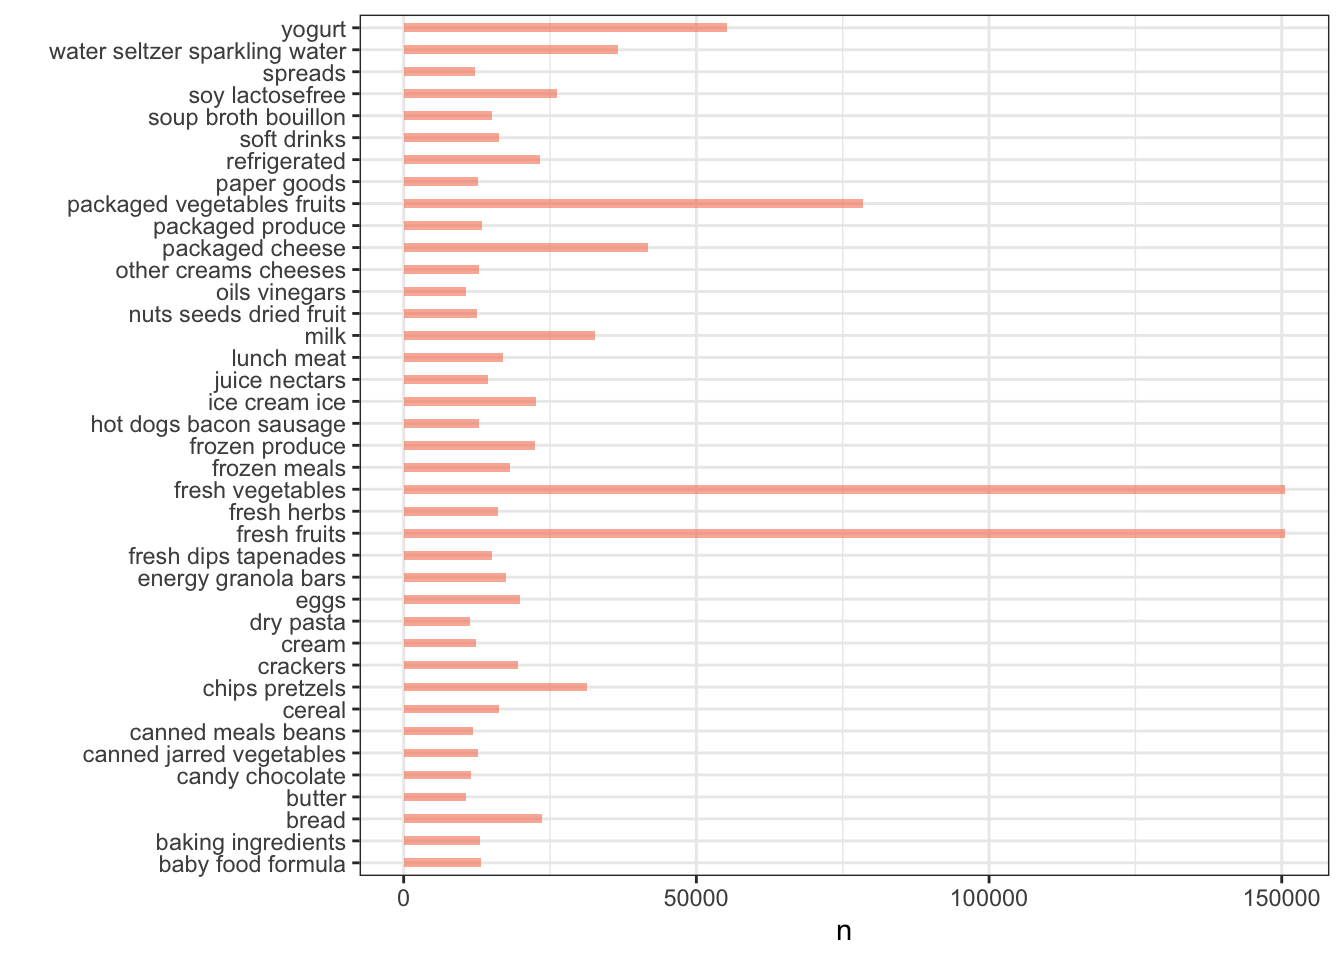 yogurt
water seltzer sparkling water
spreads
soy lactosefree
soup broth bouillon
soft drinks
refrigerated
paper goods
packaged vegetables fruits
packaged produce
packaged cheese
other creams cheeses
oils vinegars
nuts seeds dried fruit
milk
lunch meat
juice nectars
ice cream ice
hot dogs bacon sausage
frozen produce
frozen meals
fresh vegetables
fresh herbs
fresh fruits
fresh dips tapenades
energy granola bars
eggs
dry pasta
cream
crackers
chips pretzels
cereal
canned meals beans
canned jarred vegetables
candy chocolate
butter
bread
baking ingredients
baby food formula
0 50000 100000 150000
n